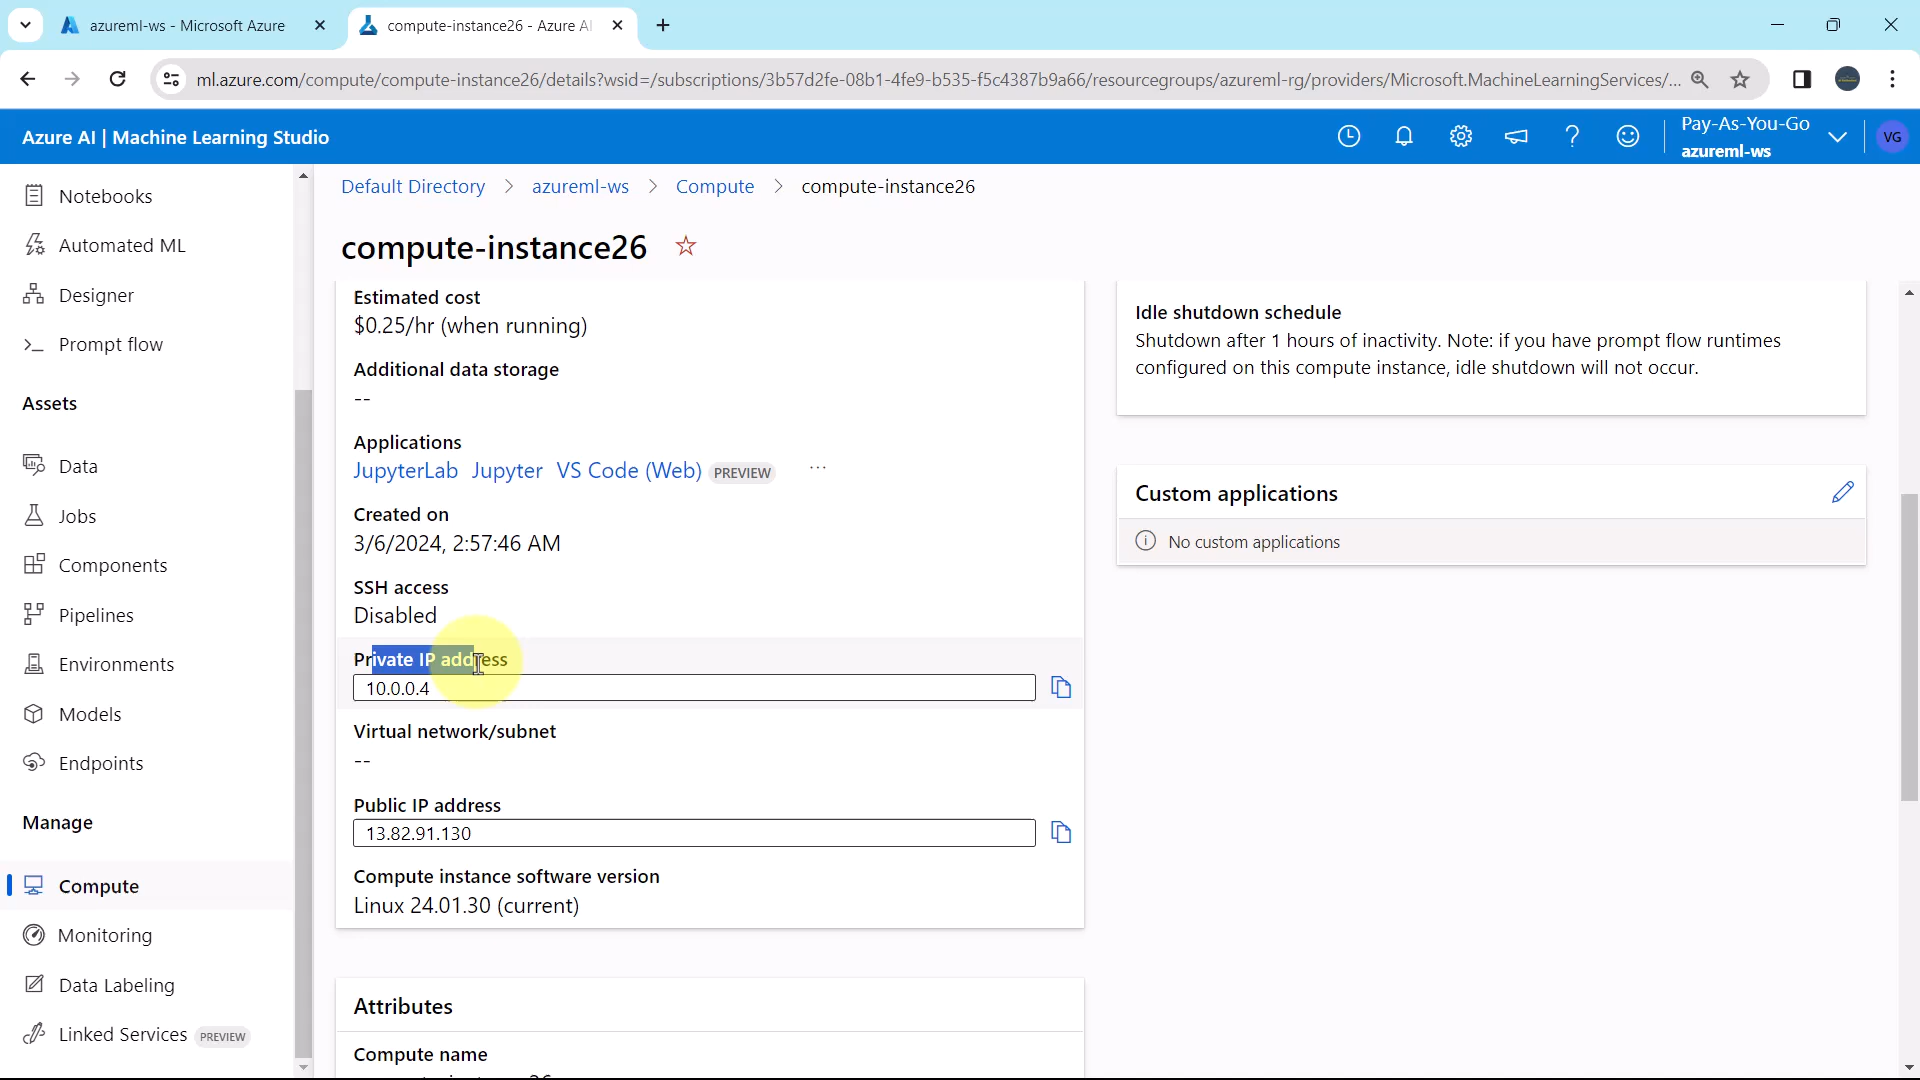 azureml-ws - Microsoft Azure
compute-instance26 - Azure AI
ml.azure.com/compute/compute-instance26/details?wsid=/subscriptions/3b57d2fe-08b1-4fe9-b535-f5c4387b9a66/resourcegroups/azureml-rg/providers/Microsoft.MachineLearningServices/...
Azure AI | Machine Learning Studio
Pay-As-You-Go
azureml-ws
VG
Notebooks
Automated ML
Designer
Prompt flow
Assets
Data
Jobs
Components
Pipelines
Environments
Models
Endpoints
Manage
Compute
Monitoring
Data Labeling
Linked Services PREVIEW
Default Directory > azureml-ws > Compute > compute-instance26
compute-instance26
Estimated cost
$0.25/hr (when running)
Additional data storage
--
Applications
JupyterLab Jupyter VS Code (Web) PREVIEW ...
Created on
3/6/2024, 2:57:46 AM
SSH access
Disabled
Private IP address
10.0.0.4
Virtual network/subnet
--
Public IP address
13.82.91.130
Compute instance software version
Linux 24.01.30 (current)
Attributes
Compute name
Idle shutdown schedule
Shutdown after 1 hours of inactivity. Note: if you have prompt flow runtimes
configured on this compute instance, idle shutdown will not occur.
Custom applications
No custom applications